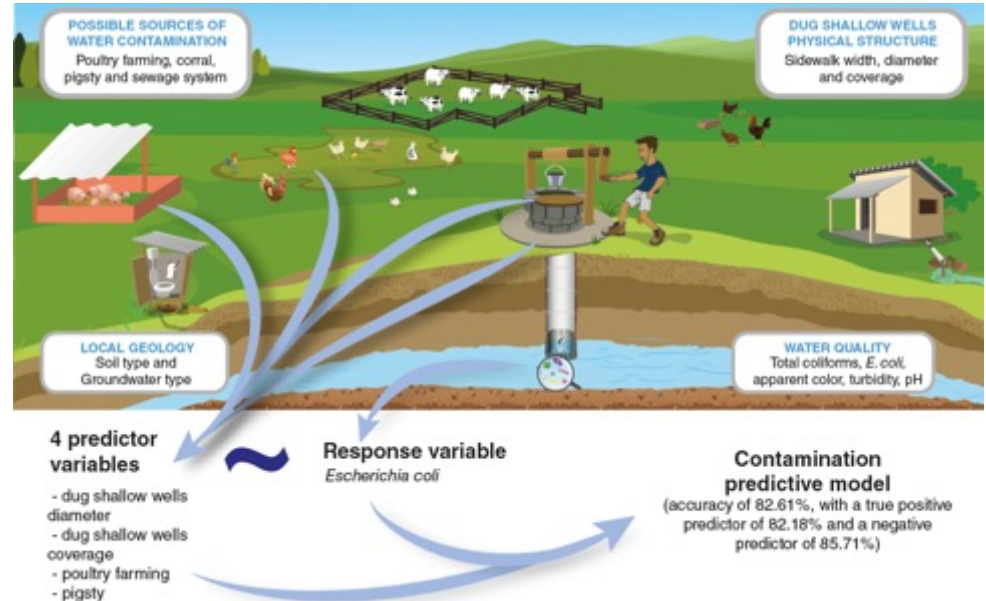 POSSIBLE SOURCES OF
WATER CONTAMINATION
Poultry farming, corral,
pigsty and sewage system
DUG SHALLOW WELLS
PHYSICAL STRUCTURE
Sidewalk width, diameter
and coverage
LOCAL GEOLOGY
Soil type and
Groundwater type
WATER QUALITY
Total coliforms, E.coli,
apparent color, turbidity, pH
4 predictor
variables
- dug shallow wells
diameter
- dug shallow wells
coverage
- poultry farming
- pigsty
~
Response variable
Escherichia coli
Contamination
predictive model
(accuracy of 82.61%, with a true positive
predictor of 82.18% and a negative
predictor of 85.71%)